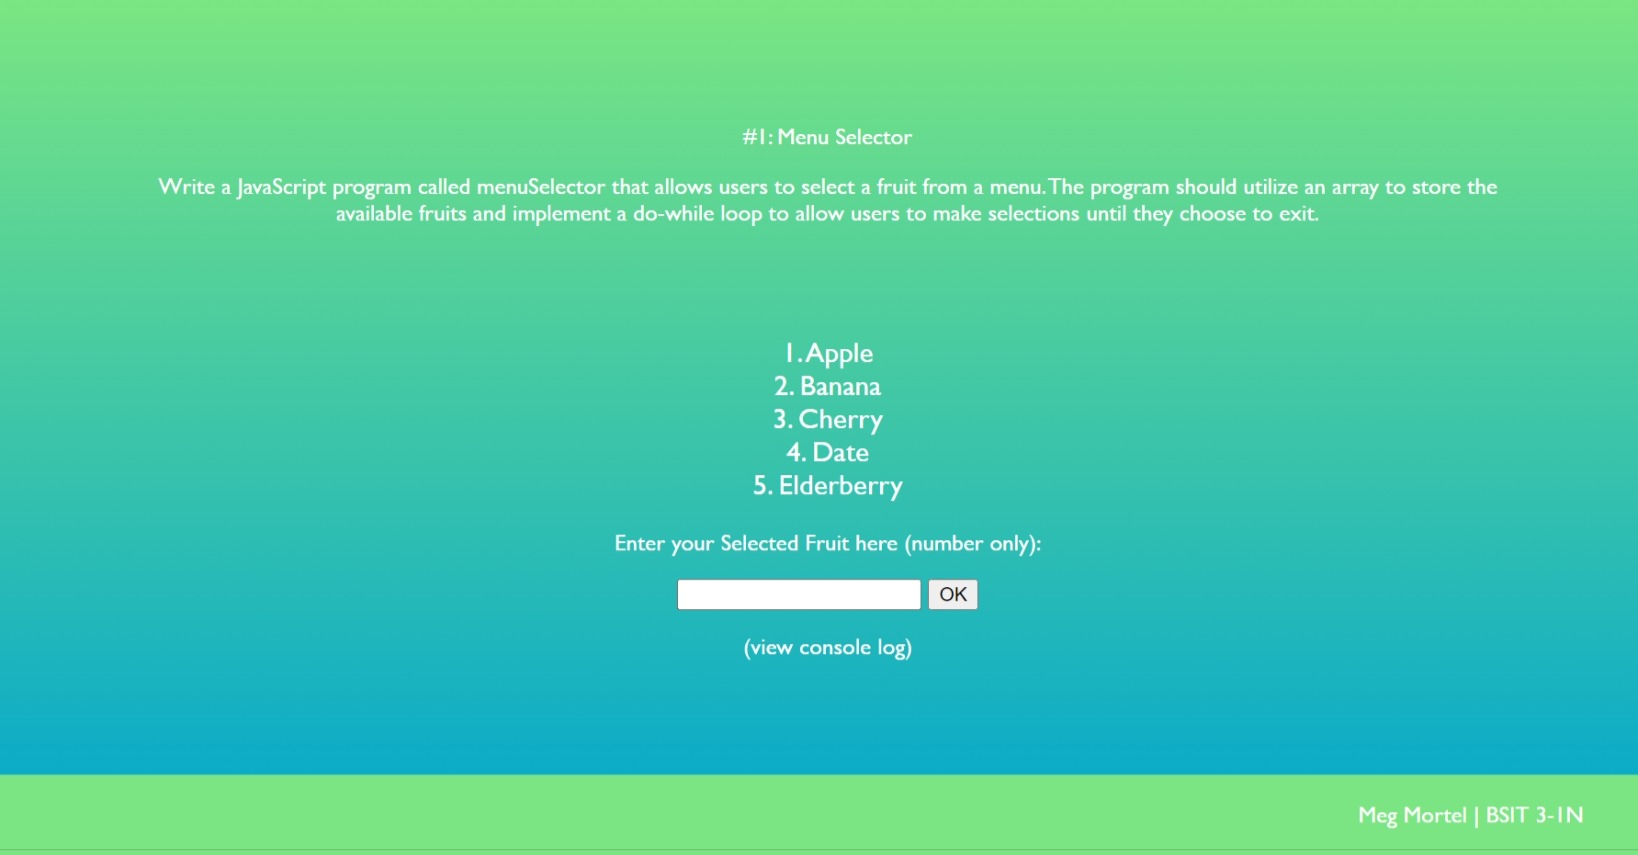 #1: Menu Selector
Write a JavaScript program called menuSelector that allows users to select a fruit from a menu. The program should utilize an array to store the
available fruits and implement a do-while loop to allow users to make selections until they choose to exit.
1. Apple
2. Banana
3. Cherry
4. Date
5. Elderberry
Enter your Selected Fruit here (number only):
OK
(view console log)
Meg Mortel | BSIT 3-1N